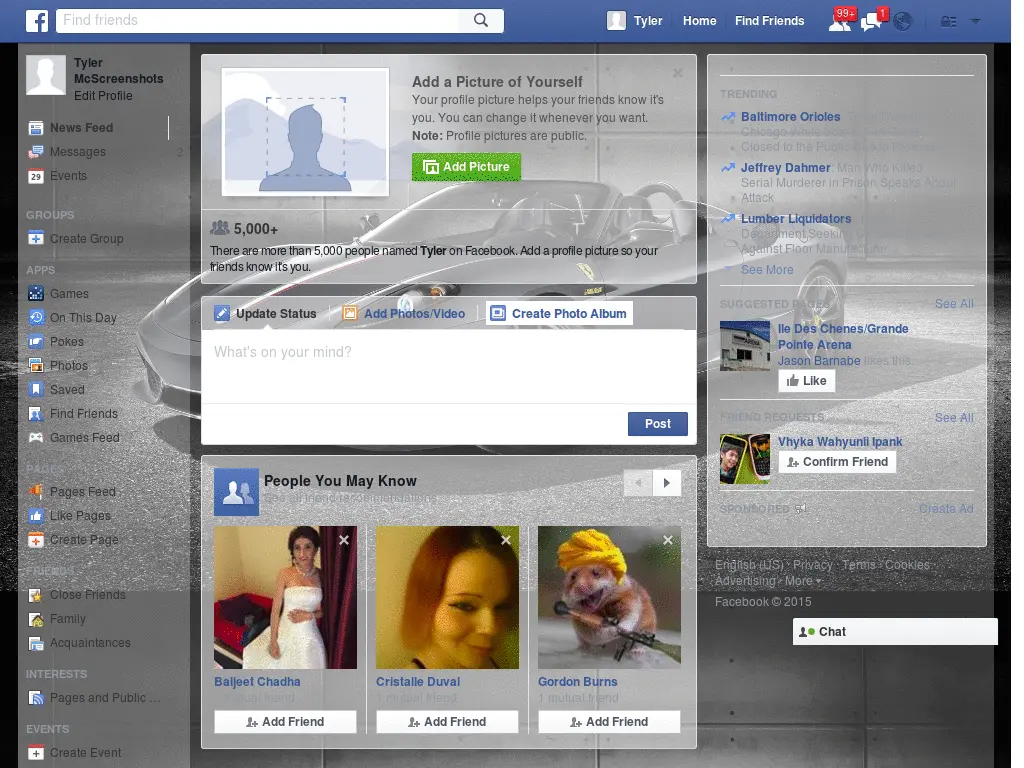 Find friends
Tyler
Home
Find Friends
99+
1
Tyler
McScreenshots
Edit Profile
News Feed
Messages
2
29
Events
GROUPS
Create Group
APPS
Games
On This Day
Pokes
Photos
Saved
Find Friends
Games Feed
PAGES
Pages Feed
Like Pages
Create Page
FRIENDS
Close Friends
Family
Acquaintances
INTERESTS
Pages and Public ...
EVENTS
Create Event
Add a Picture of Yourself
Your profile picture helps your friends know it's
you. You can change it whenever you want.
Note: Profile pictures are public.
Add Picture
5,000+
There are more than 5,000 people named Tyler on Facebook. Add a profile picture so your
friends know it's you.
Update Status
Add Photos/Video
Create Photo Album
What's on your mind?
Post
People You May Know
See all friend recommendations
Baljeet Chadha
1 mutual friend
Add Friend
Cristalle Duval
1 mutual friend
Add Friend
Gordon Burns
1 mutual friend
Add Friend
TRENDING
Baltimore Orioles
Chicago White Sox
Closed to the Public
Jeffrey Dahmer: Man Who Killed
Serial Murderer in Prison Speaks About
Attack
Lumber Liquidators
Department Seeking
Against Floor Manufacturer
See More
SUGGESTED PAGES
See All
Ile Des Chenes/Grande
Pointe Arena
Jason Barnabe likes this.
Like
FRIEND REQUESTS
See All
Vhyka Wahyunii Ipank
Confirm Friend
SPONSORED
Create Ad
English (US) · Privacy · Terms · Cookies ·
Advertising · More
Facebook © 2015
Chat